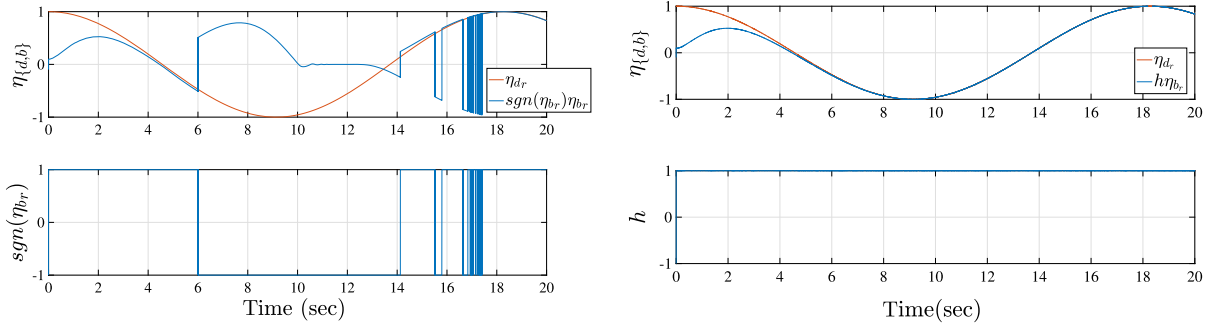 η_{d,b}
1
0
-1
0 2 4 6 8 10 12 14 16 18 20
η_{d_r}
sgn(η_{b_r})η_{b_r}
sgn(η_{b_r})
1
0
-1
0 2 4 6 8 10 12 14 16 18 20
Time (sec)
η_{d,b}
1
0
-1
0 2 4 6 8 10 12 14 16 18 20
η_{d_r}
hη_{b_r}
h
1
0
-1
0 2 4 6 8 10 12 14 16 18 20
Time(sec)